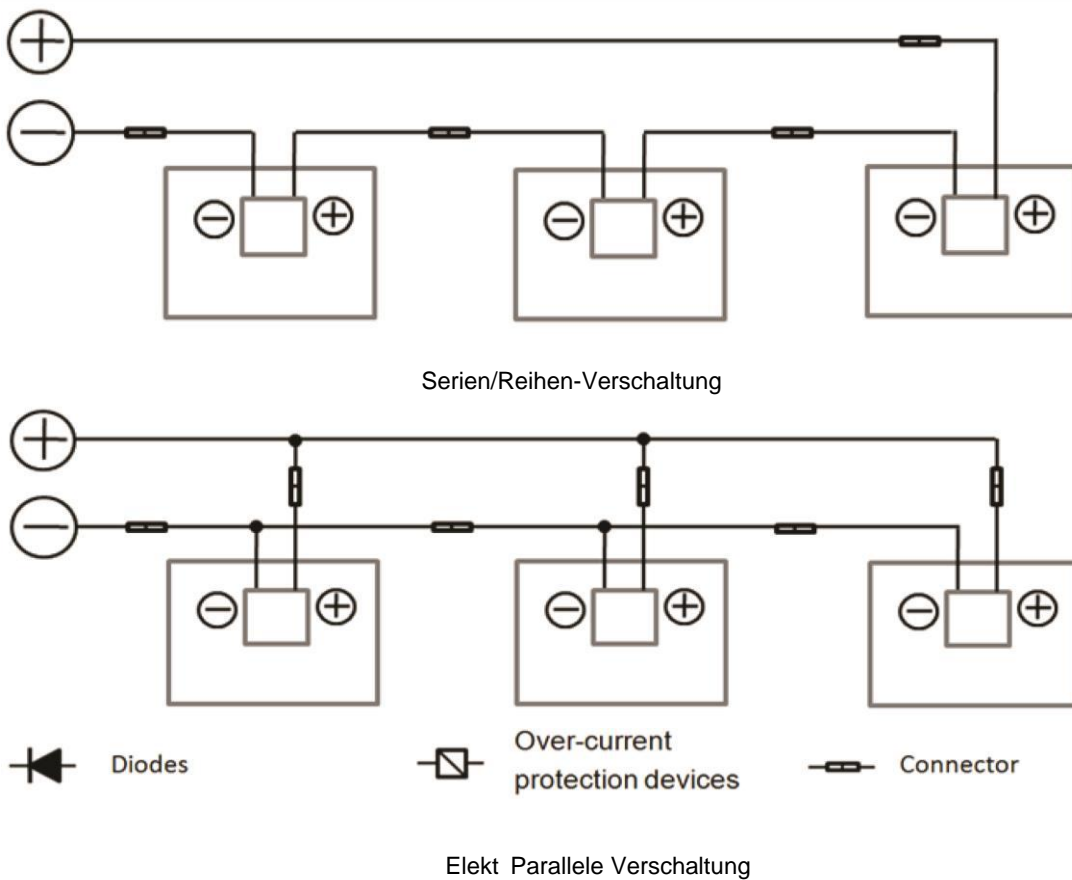 Serien/Reihen-Verschaltung
Diodes
Over-current
protection devices
Connector
Elekt Parallele Verschaltung